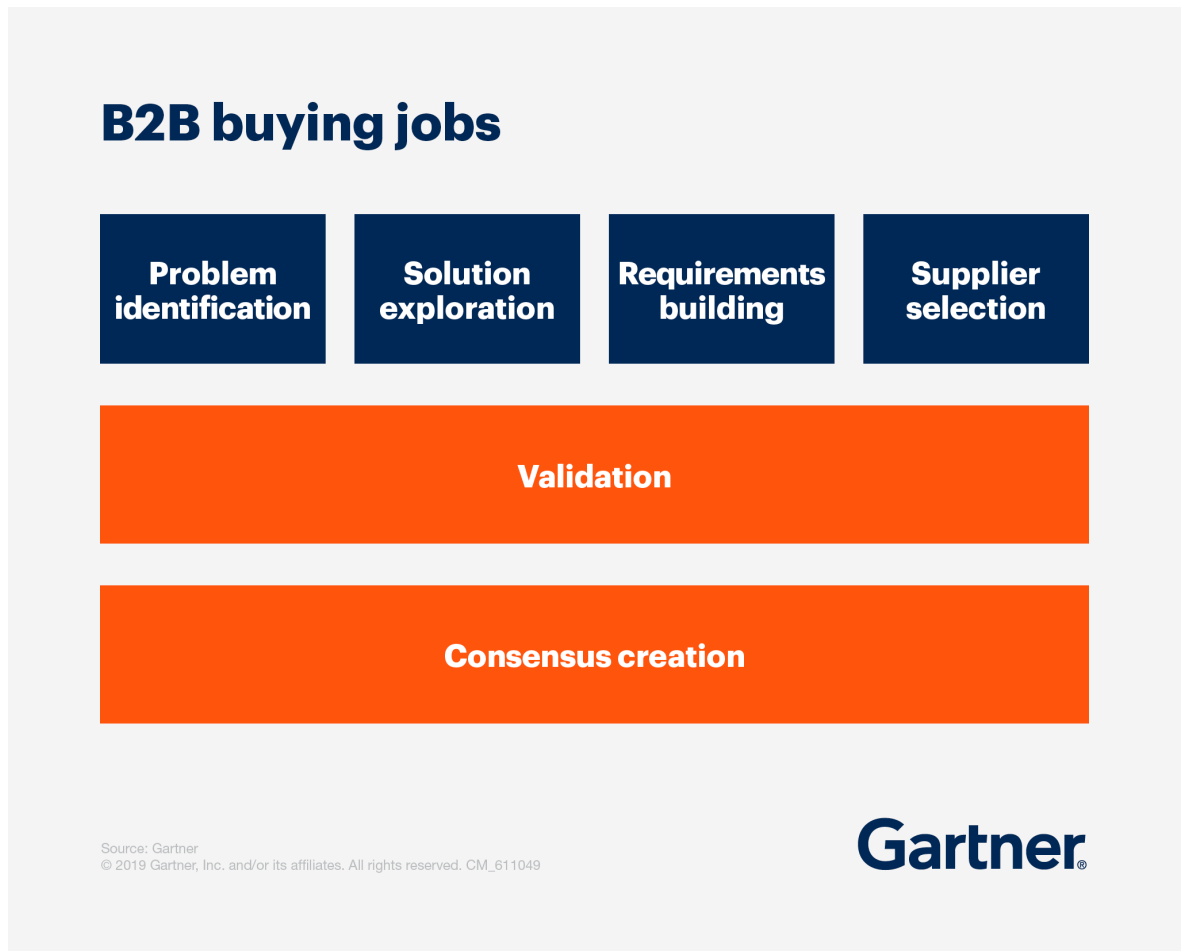 B2B buying jobs
Problem
identification
Solution
exploration
Requirements
building
Supplier
selection
Validation
Consensus creation
Source: Gartner
© 2019 Gartner, Inc. and/or its affiliates. All rights reserved. CM_611049
Gartner®